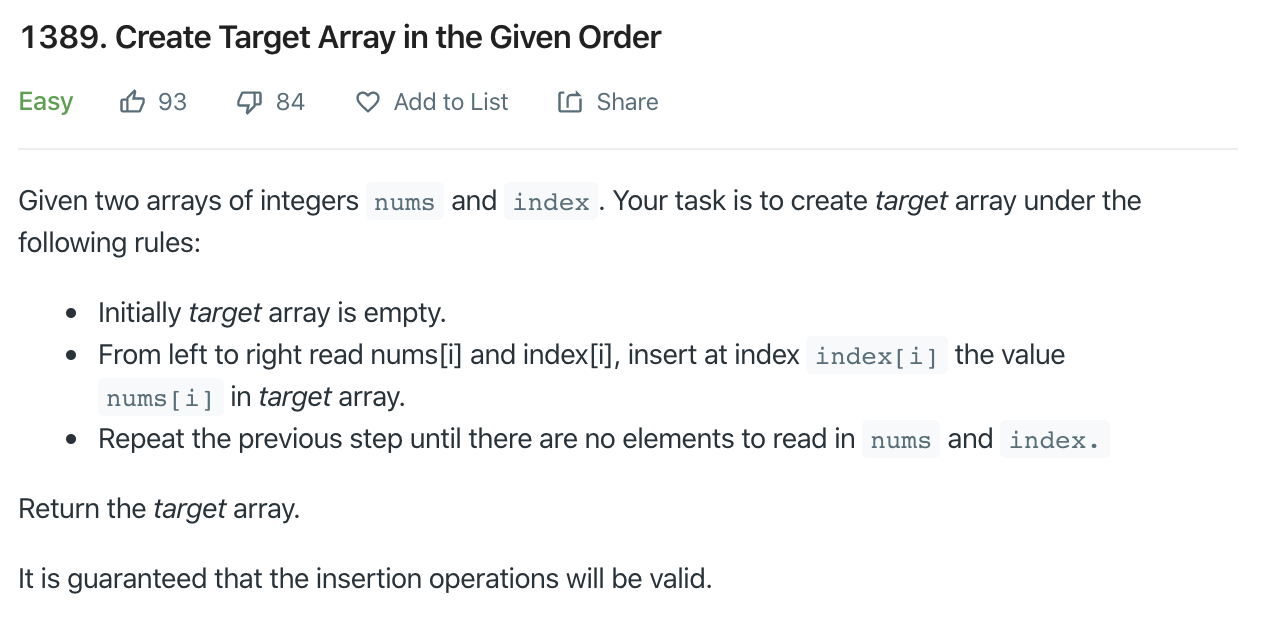 1389. Create Target Array in the Given Order
Easy 93 84 Add to List Share
Given two arrays of integers nums and index. Your task is to create target array under the
following rules:
• Initially target array is empty.
• From left to right read nums[i] and index[i], insert at index index[i] the value
nums[i] in target array.
• Repeat the previous step until there are no elements to read in nums and index.
Return the target array.
It is guaranteed that the insertion operations will be valid.